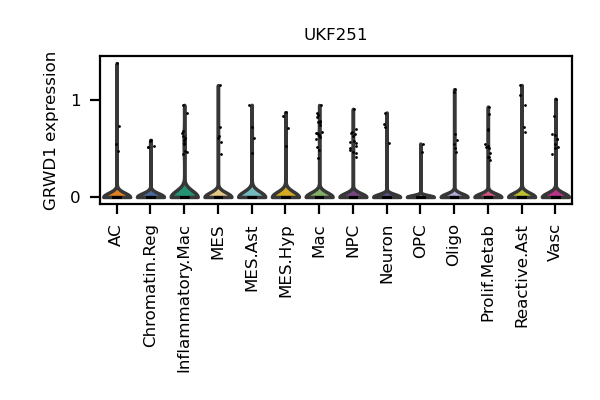 UKF251
GRWD1 expression
1
0
AC
Chromatin.Reg
Inflammatory.Mac
MES
MES.Ast
MES.Hyp
Mac
NPC
Neuron
OPC
Oligo
Prolif.Metab
Reactive.Ast
Vasc